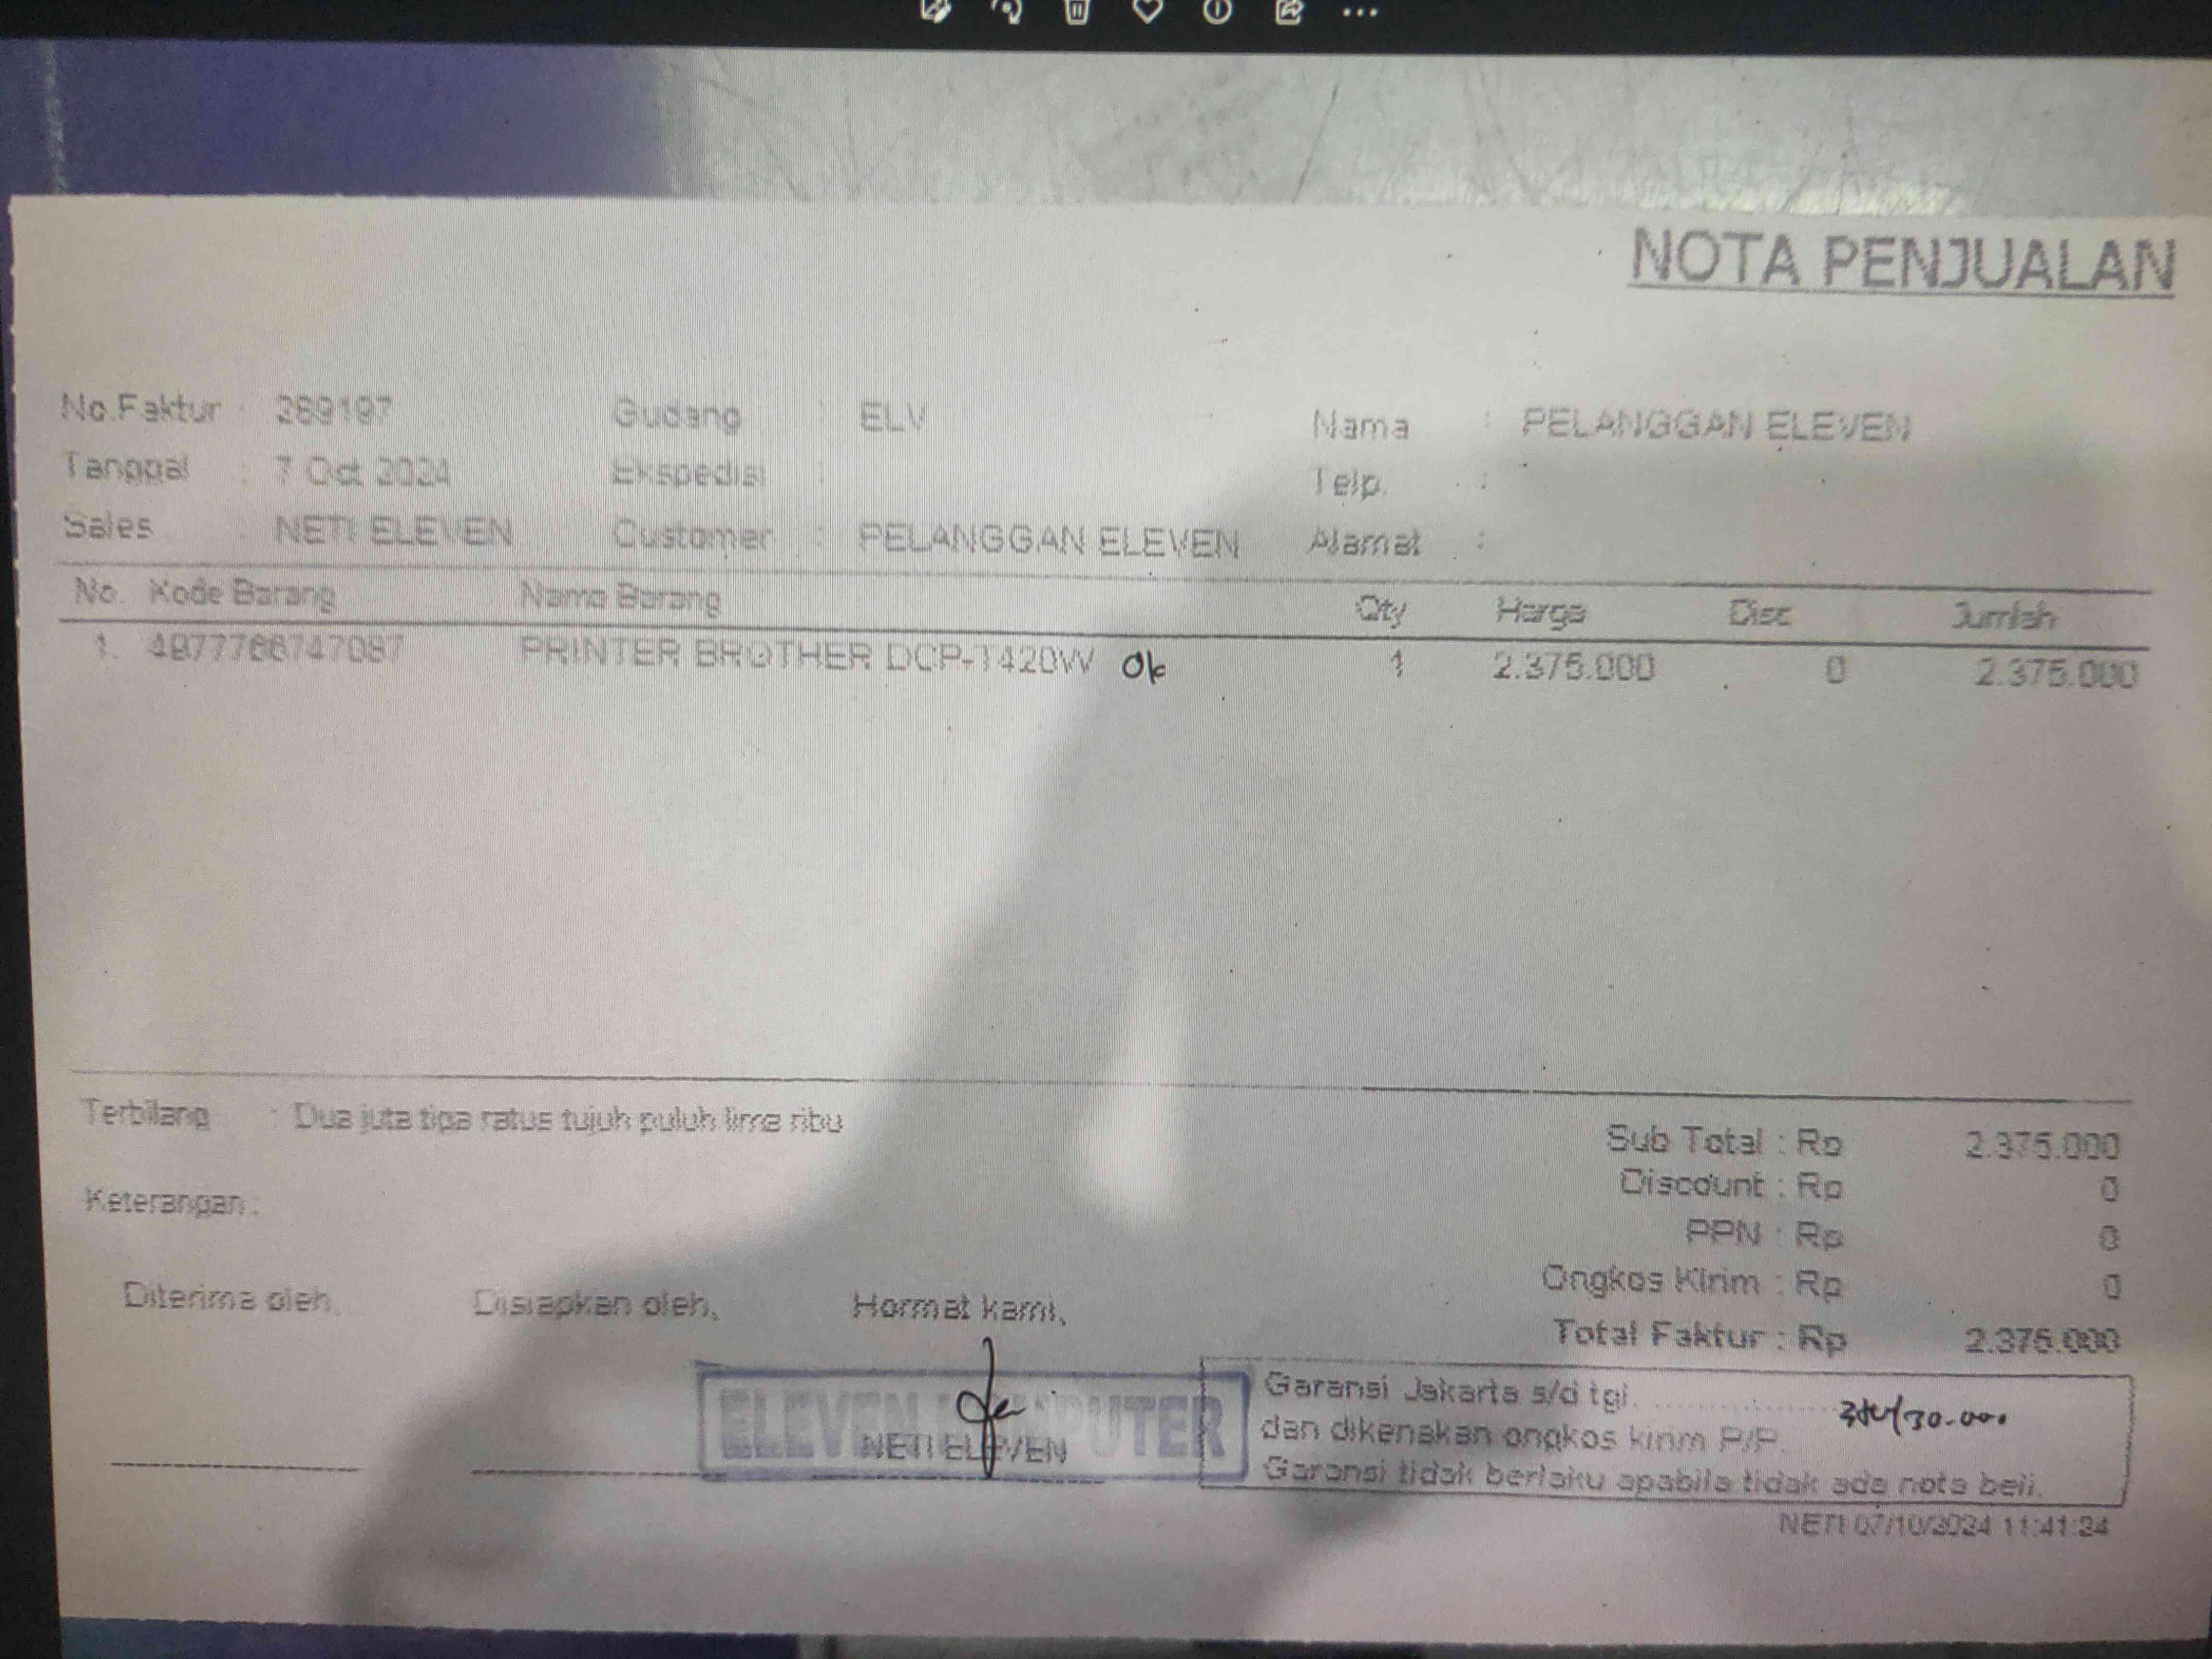 NOTA PENJUALAN
No.Faktur : 289197 Gudang ELV Nama : PELANGGAN ELEVEN
Tanggal : 7 Oct 2024 Ekspedisi : Telp. :
Sales : NETI ELEVEN Customer : PELANGGAN ELEVEN Alamat :
No. Kode Barang Nama Barang Qty Harga Disc Jumlah
1. 4977766747087 PRINTER BROTHER DCP-T420W Ok 1 2.375.000 0 2.375.000
Terbilang : Dua juta tiga ratus tujuh puluh lima ribu
Sub Total : Rp 2.375.000
Keterangan :
Discount : Rp 0
PPN : Rp 0
Ongkos Kirim : Rp 0
Total Faktur : Rp 2.375.000
Diterima oleh, Disiapkan oleh, Hormat kami,
ELEVEN COMPUTER
NETI ELEVEN
Garansi Jakarta s/d tgl. ....................
dan dikenakan ongkos kirim P/P.
Garansi tidak berlaku apabila tidak ada nota beli.
NETI 07/10/2024 11:41:24